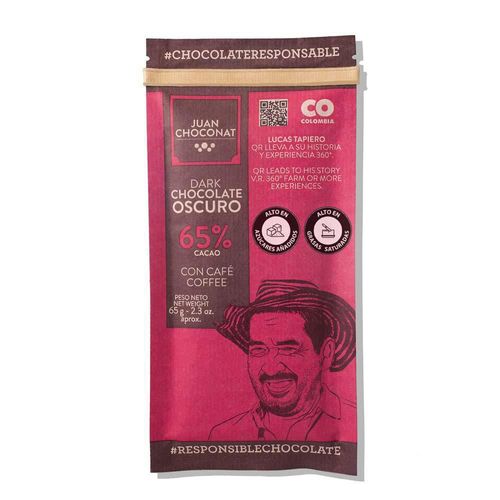 #CHOCOLATERESPONSABLE
JUAN
CHOCONAT
DARK
CHOCOLATE
OSCURO
65%
CACAO
CON CAFÉ
COFFEE
PESO NETO
NET WEIGHT
65 g - 2.3 oz.
aprox.
CO
COLOMBIA
LUCAS TAPIERO
QR LLEVA A SU HISTORIA
Y EXPERIENCIA 360°.
QR LEADS TO HIS STORY
V.R. 360° FARM OR MORE
EXPERIENCES.
ALTO EN
AZÚCARES AÑADIDOS
ALTO EN
GRASAS SATURADAS
#RESPONSIBLECHOCOLATE